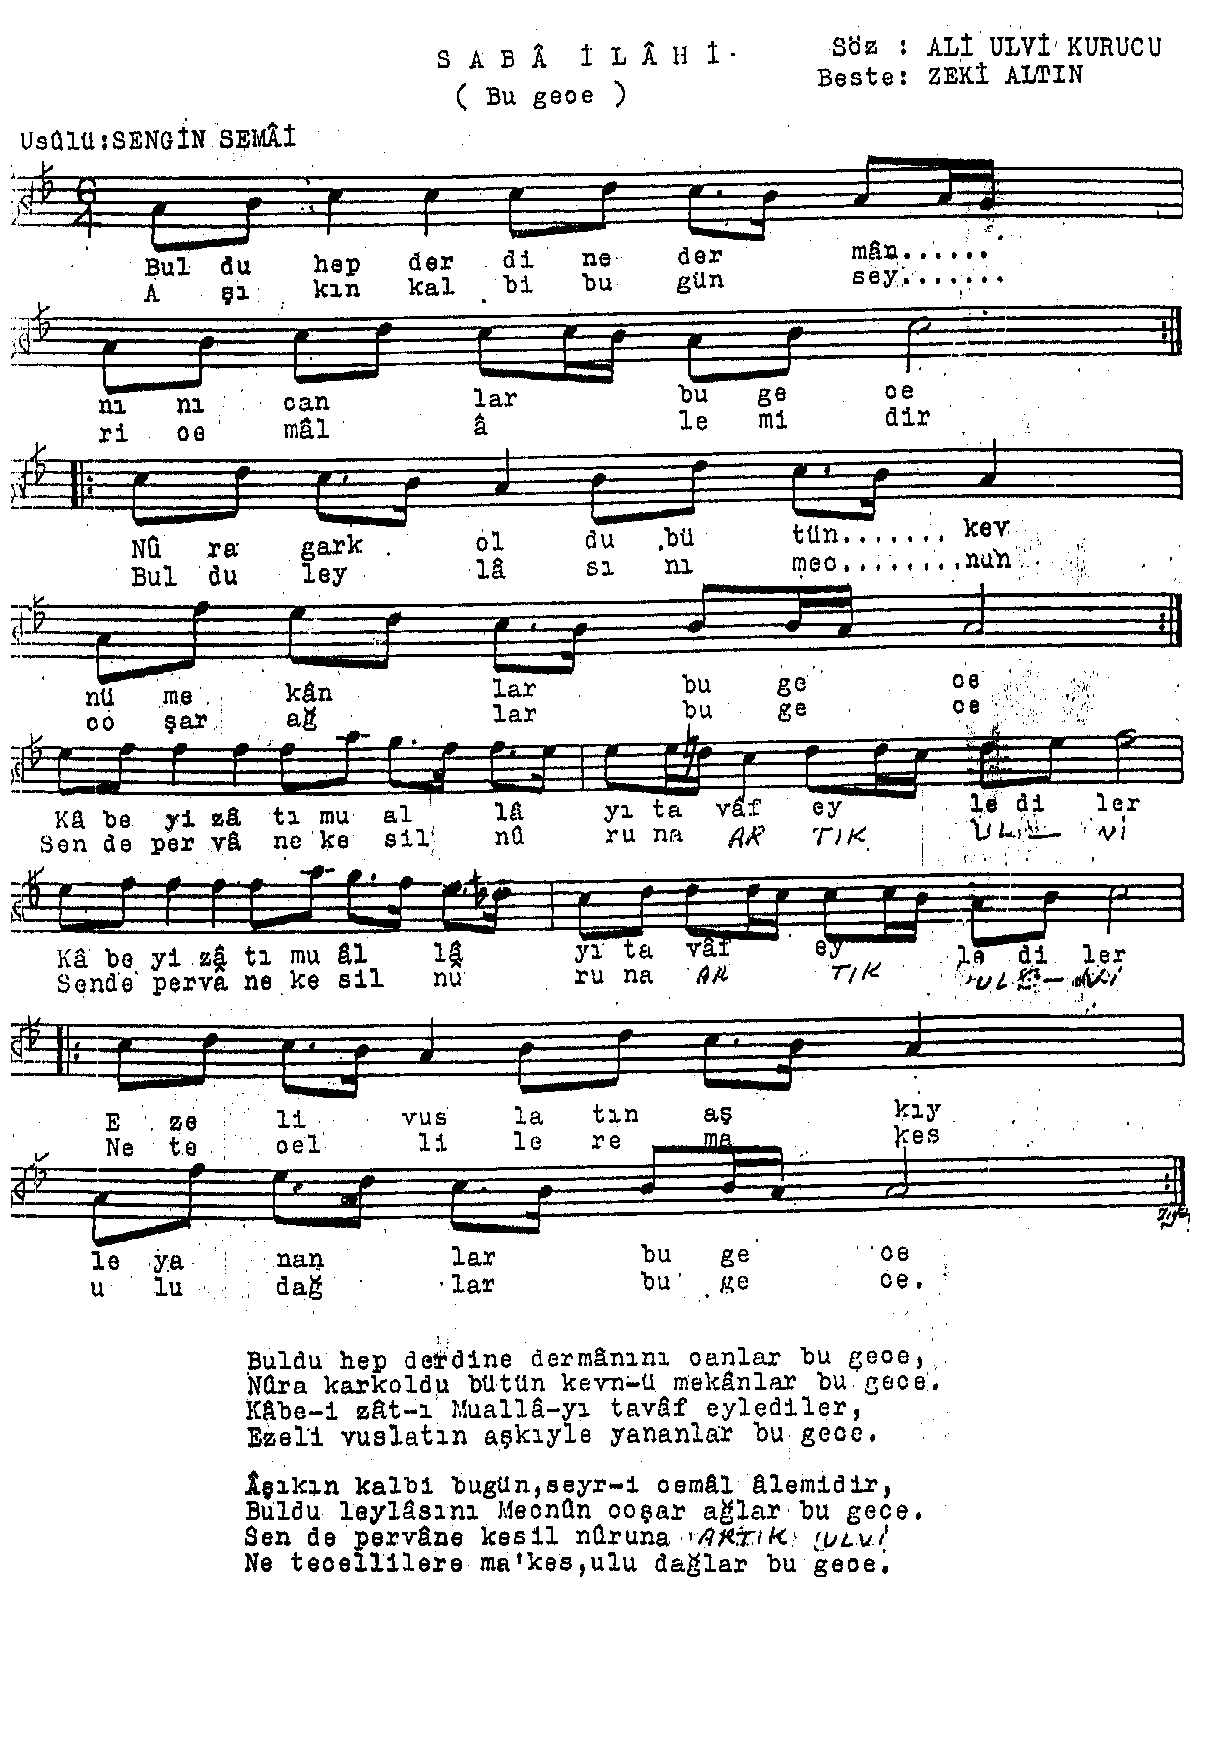 SABÂ İLÂHİ
Söz : ALİ ULVİ KURUCU
( Bu gece )
Beste: ZEKİ ALTIN
Usûlü:SENGİN SEMÂİ
6/4
Bul du hep der di ne der mân......
A şı kın kal bi bu gün sey.......
nı nı can lar bu ge ce
ri ce mâl â le mi dir
Nû ra gark ol du bü tün....... kev
Bul du ley lâ sı nı mec........nun
nü me kân lar bu ge ce
co şar ağ lar bu ge ce
Kâ be yi zâ tı mu al lâ yı ta vâf ey le di ler
Sen de per vâ ne ke sil nû ru na AR TIK UL — Vİ
Kâ be yi zâ tı mu âl lâ yı ta vâf ey le di ler
Sende pervâ ne ke sil nû ru na AR TIK UL — Vİ
E ze li vus la tın aş kıy
Ne te cel li le re ma kes
le ya nan lar bu ge ce
u lu dağ lar bu ge ce.
Buldu hep derdine dermânını canlar bu gece,
Nûra karkoldu bütün kevn-ü mekânlar bu gece.
Kâbe-i zât-ı Muallâ-yı tavâf eylediler,
Ezeli vuslatın aşkıyle yananlar bu gece.
Âşıkın kalbi bugün,seyr-i cemâl âlemidir,
Buldu leylâsını Mecnûn coşar ağlar bu gece.
Sen de pervâne kesil nûruna ARTIK ULVİ
Ne tecellilere ma'kes,ulu dağlar bu gece.